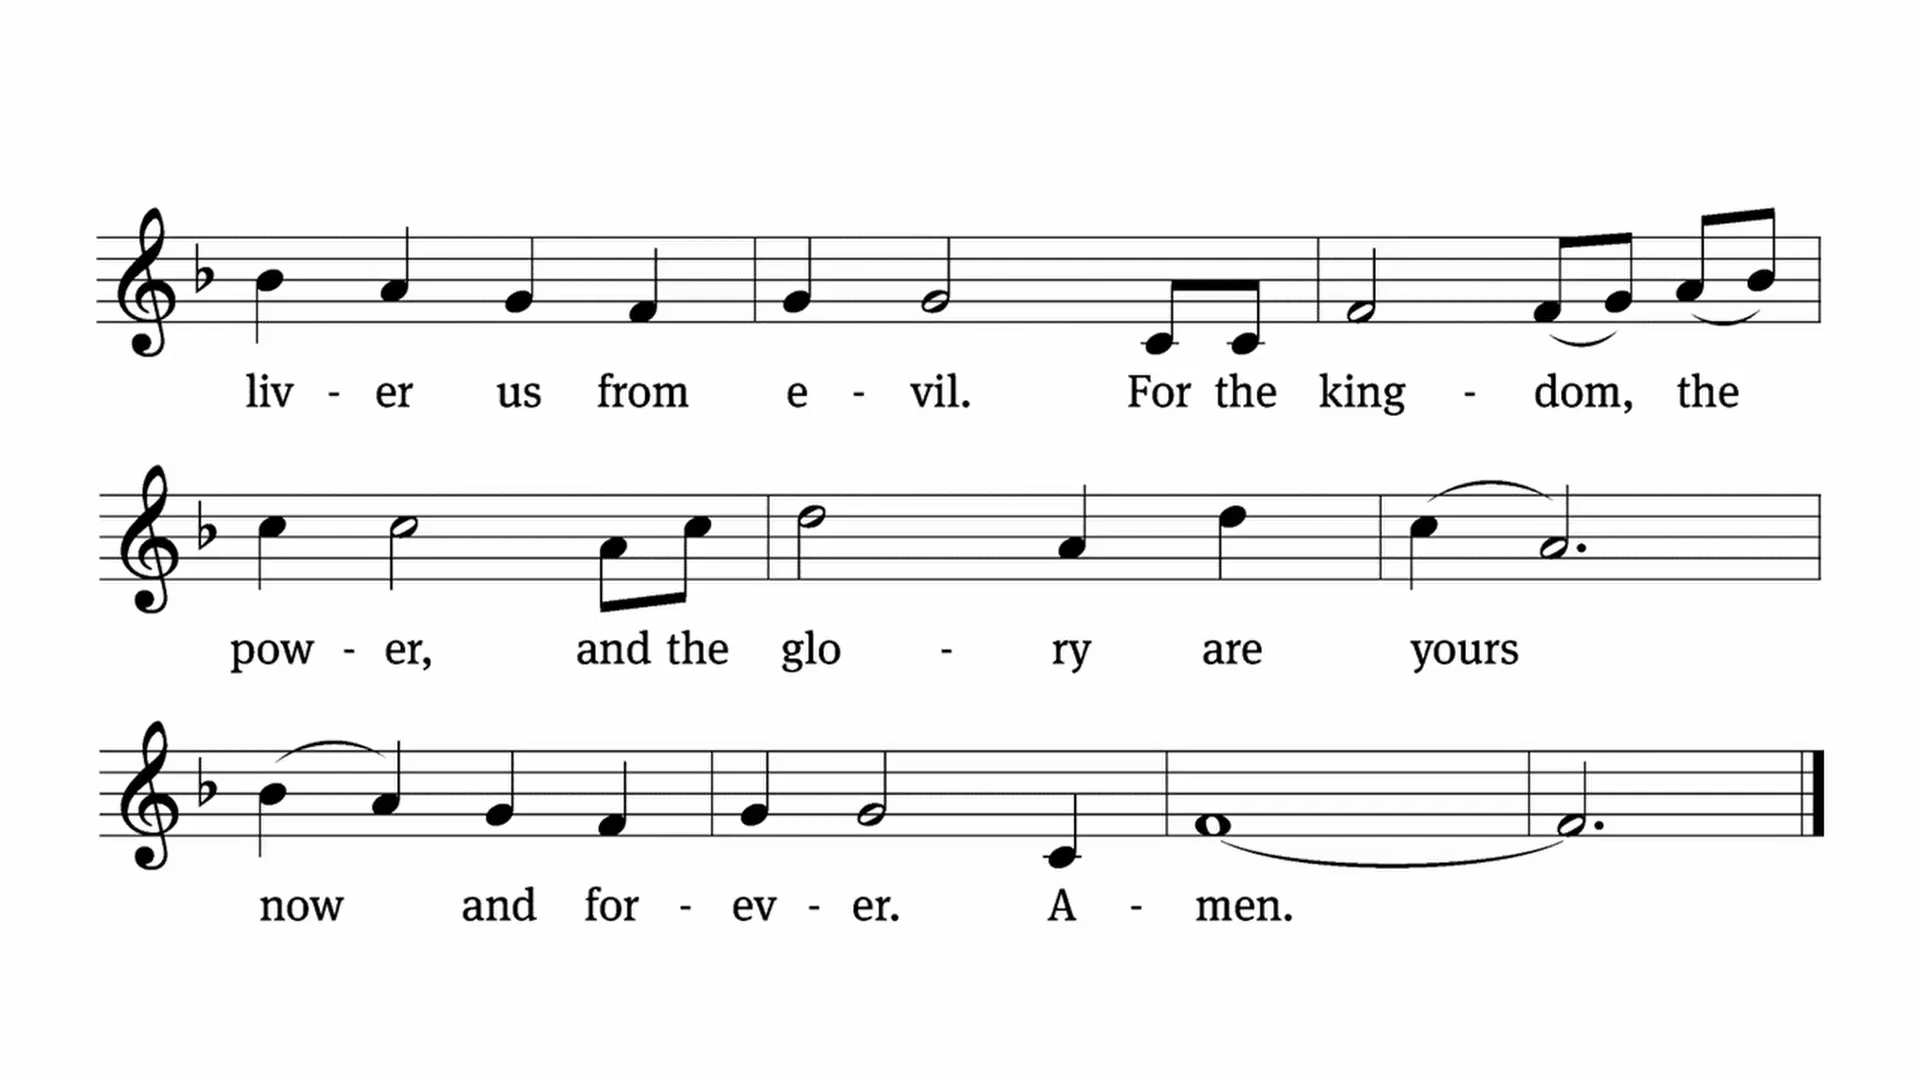 liv - er us from e - vil. For the king - dom, the
pow - er, and the glo - ry are yours
now and for - ev - er. A - men.